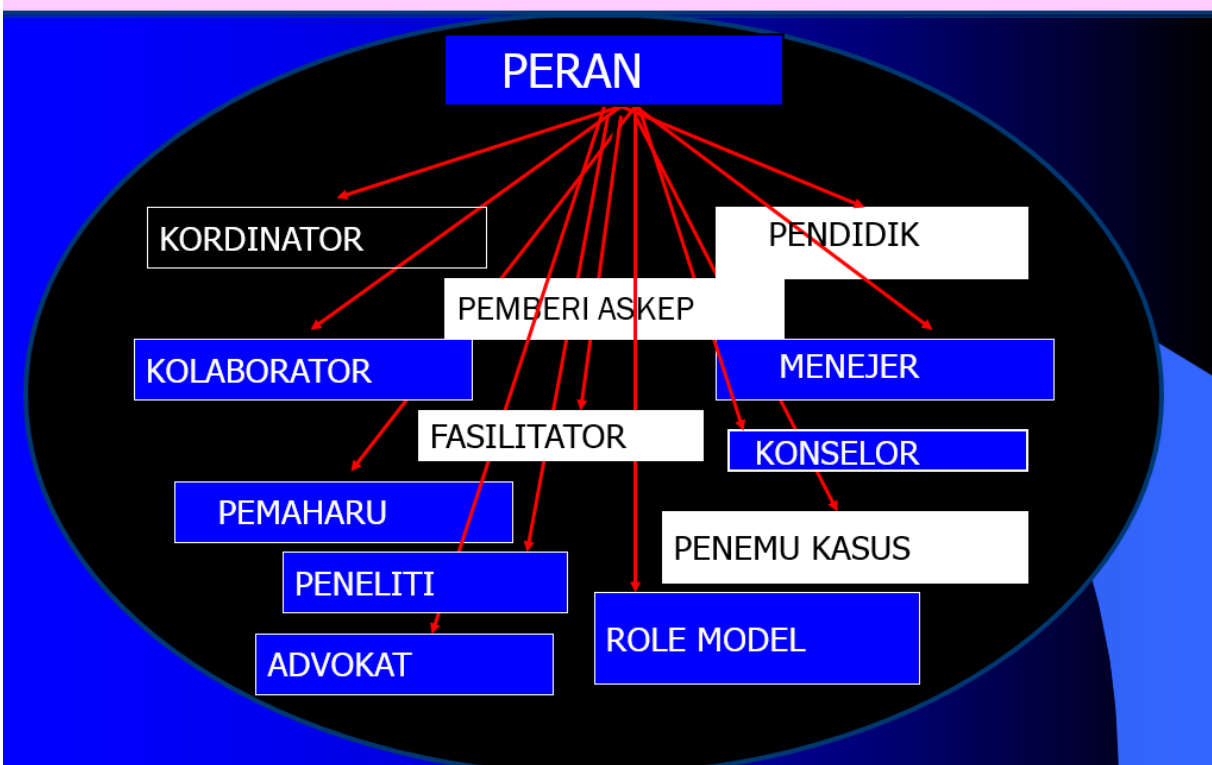 PERAN
KORDINATOR
PENDIDIK
PEMBERI ASKEP
KOLABORATOR
MENEJER
FASILITATOR
KONSELOR
PEMAHARU
PENEMU KASUS
PENELITI
ROLE MODEL
ADVOKAT